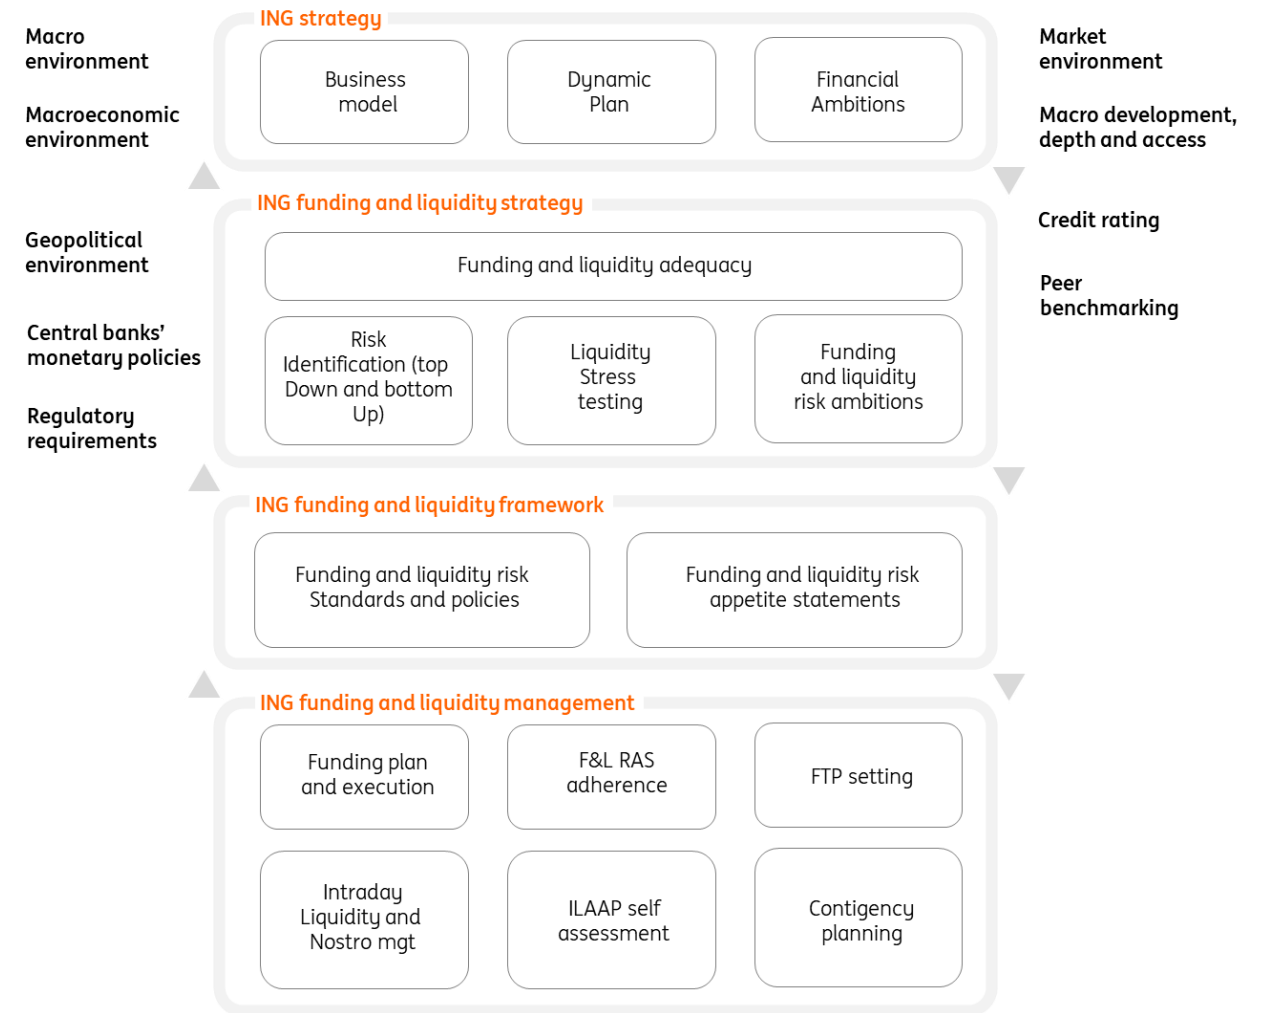 Macro
environment
Macroeconomic
environment
Geopolitical
environment
Central banks’
monetary policies
Regulatory
requirements
ING strategy
Business
model
Dynamic
Plan
Financial
Ambitions
ING funding and liquidity strategy
Funding and liquidity adequacy
Risk
Identification (top
Down and bottom
Up)
Liquidity
Stress
testing
Funding
and liquidity
risk ambitions
ING funding and liquidity framework
Funding and liquidity risk
Standards and policies
Funding and liquidity risk
appetite statements
ING funding and liquidity management
Funding plan
and execution
F&L RAS
adherence
FTP setting
Intraday
Liquidity and
Nostro mgt
ILAAP self
assessment
Contigency
planning
Market
environment
Macro development,
depth and access
Credit rating
Peer
benchmarking